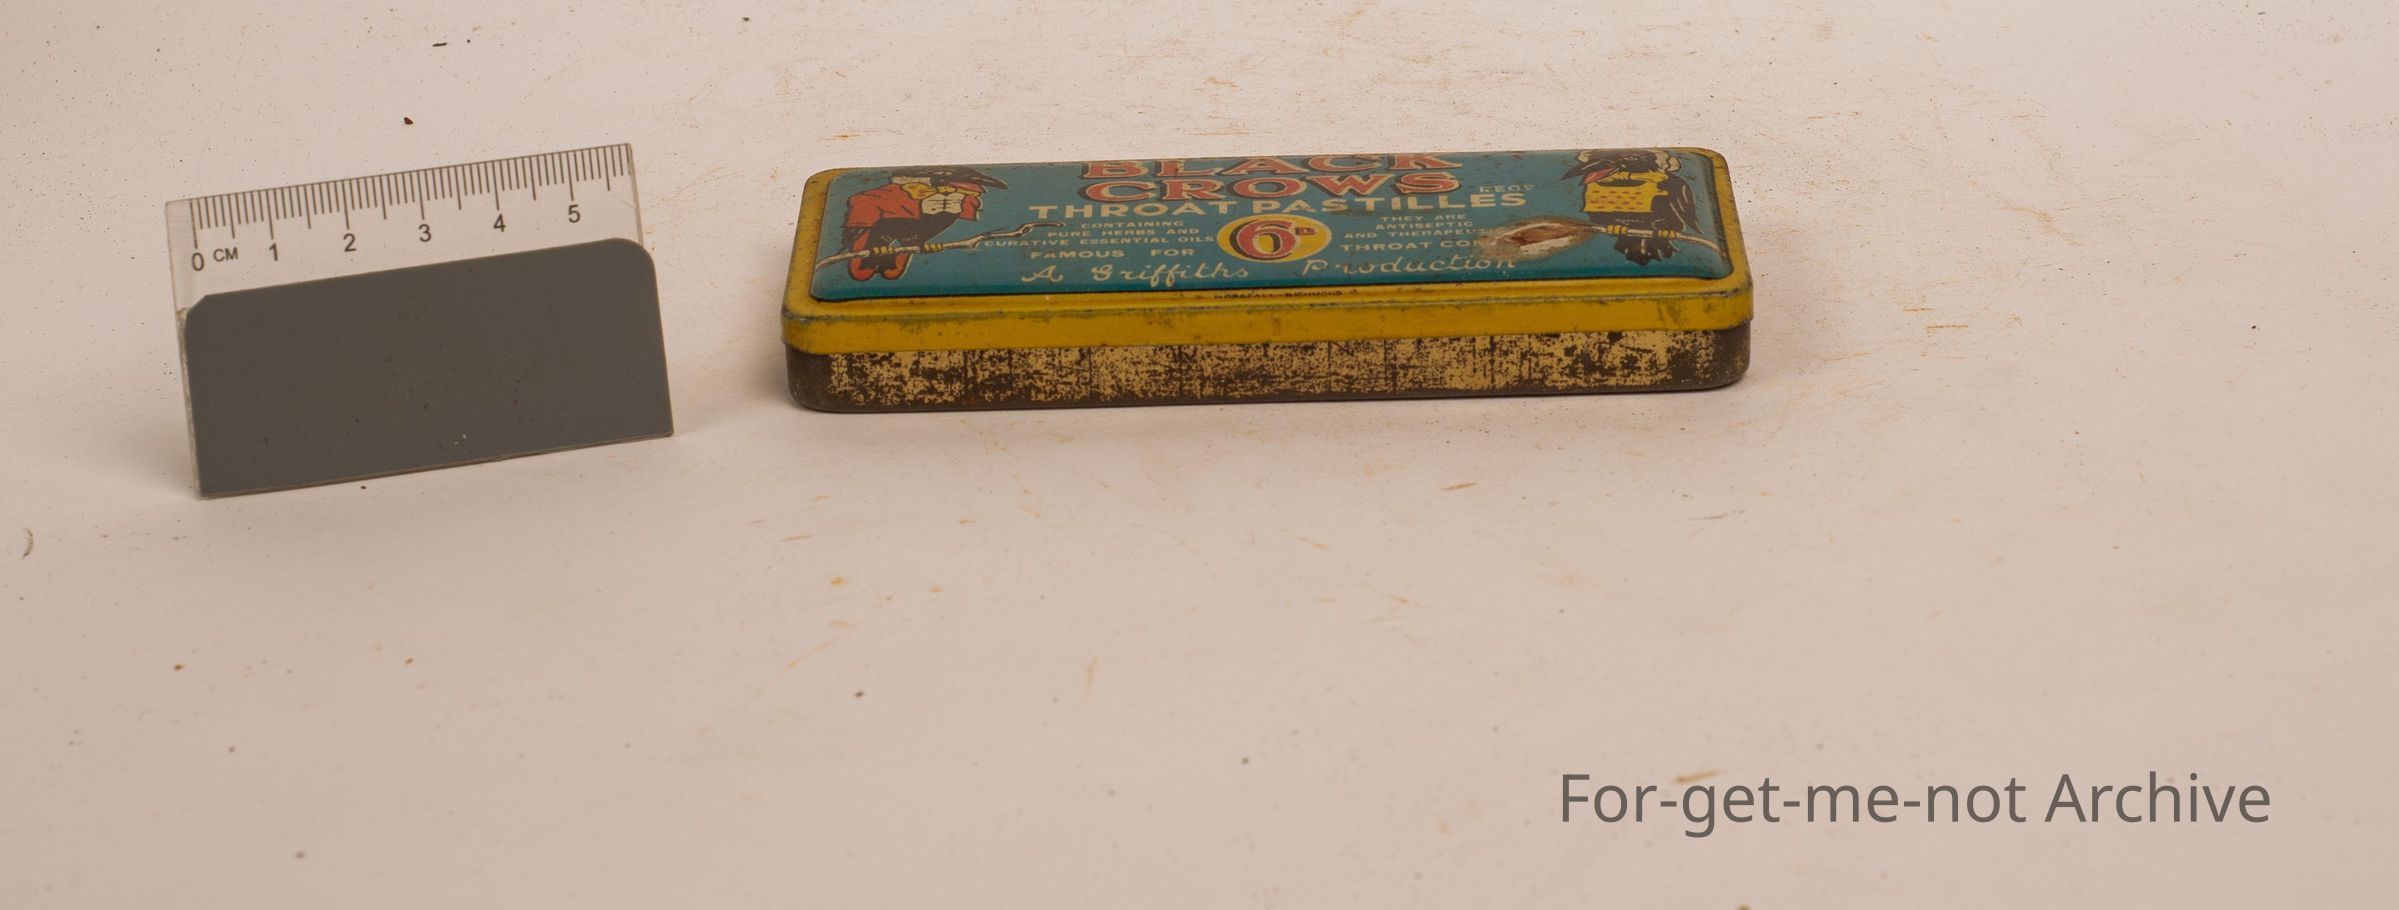 0 CM 1 2 3 4 5
BLACK
CROWS REGD
THROAT PASTILLES
CONTAINING
PURE HERBS AND
CURATIVE ESSENTIAL OILS
FAMOUS FOR
6D
THEY ARE
ANTISEPTIC
AND
THROAT
A Griffiths Production
For-get-me-not Archive